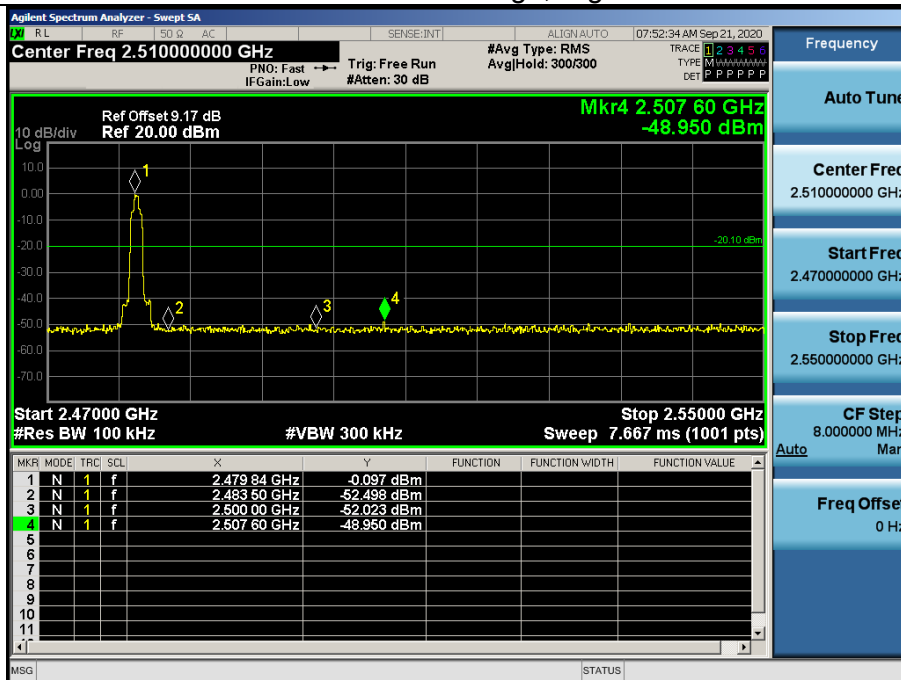 Agilent Spectrum Analyzer - Swept SA
LXI RL RF 50 Ω AC SENSE:INT ALIGN AUTO 07:52:34 AM Sep 21, 2020
Center Freq 2.510000000 GHz
PNO: Fast
IFGain:Low
Trig: Free Run
#Atten: 30 dB
#Avg Type: RMS
Avg|Hold: 300/300
TRACE 1 2 3 4 5 6
TYPE M
DET P P P P P P
Mkr4 2.507 60 GHz
-48.950 dBm
Ref Offset 9.17 dB
10 dB/div Ref 20.00 dBm
Log
10.0
0.00
-10.0
-20.0
-30.0
-40.0
-50.0
-60.0
-70.0
1
2
3
4
-20.10 dBm
Start 2.47000 GHz Stop 2.55000 GHz
#Res BW 100 kHz #VBW 300 kHz Sweep 7.667 ms (1001 pts)
MKR MODE TRC SCL X Y FUNCTION FUNCTION WIDTH FUNCTION VALUE
1 N 1 f 2.479 84 GHz -0.097 dBm
2 N 1 f 2.483 50 GHz -52.498 dBm
3 N 1 f 2.500 00 GHz -52.023 dBm
4 N 1 f 2.507 60 GHz -48.950 dBm
5
6
7
8
9
10
11
MSG STATUS
Frequency
Auto Tune
Center Freq
2.510000000 GHz
Start Freq
2.470000000 GHz
Stop Freq
2.550000000 GHz
CF Step
8.000000 MHz
Auto Man
Freq Offset
0 Hz